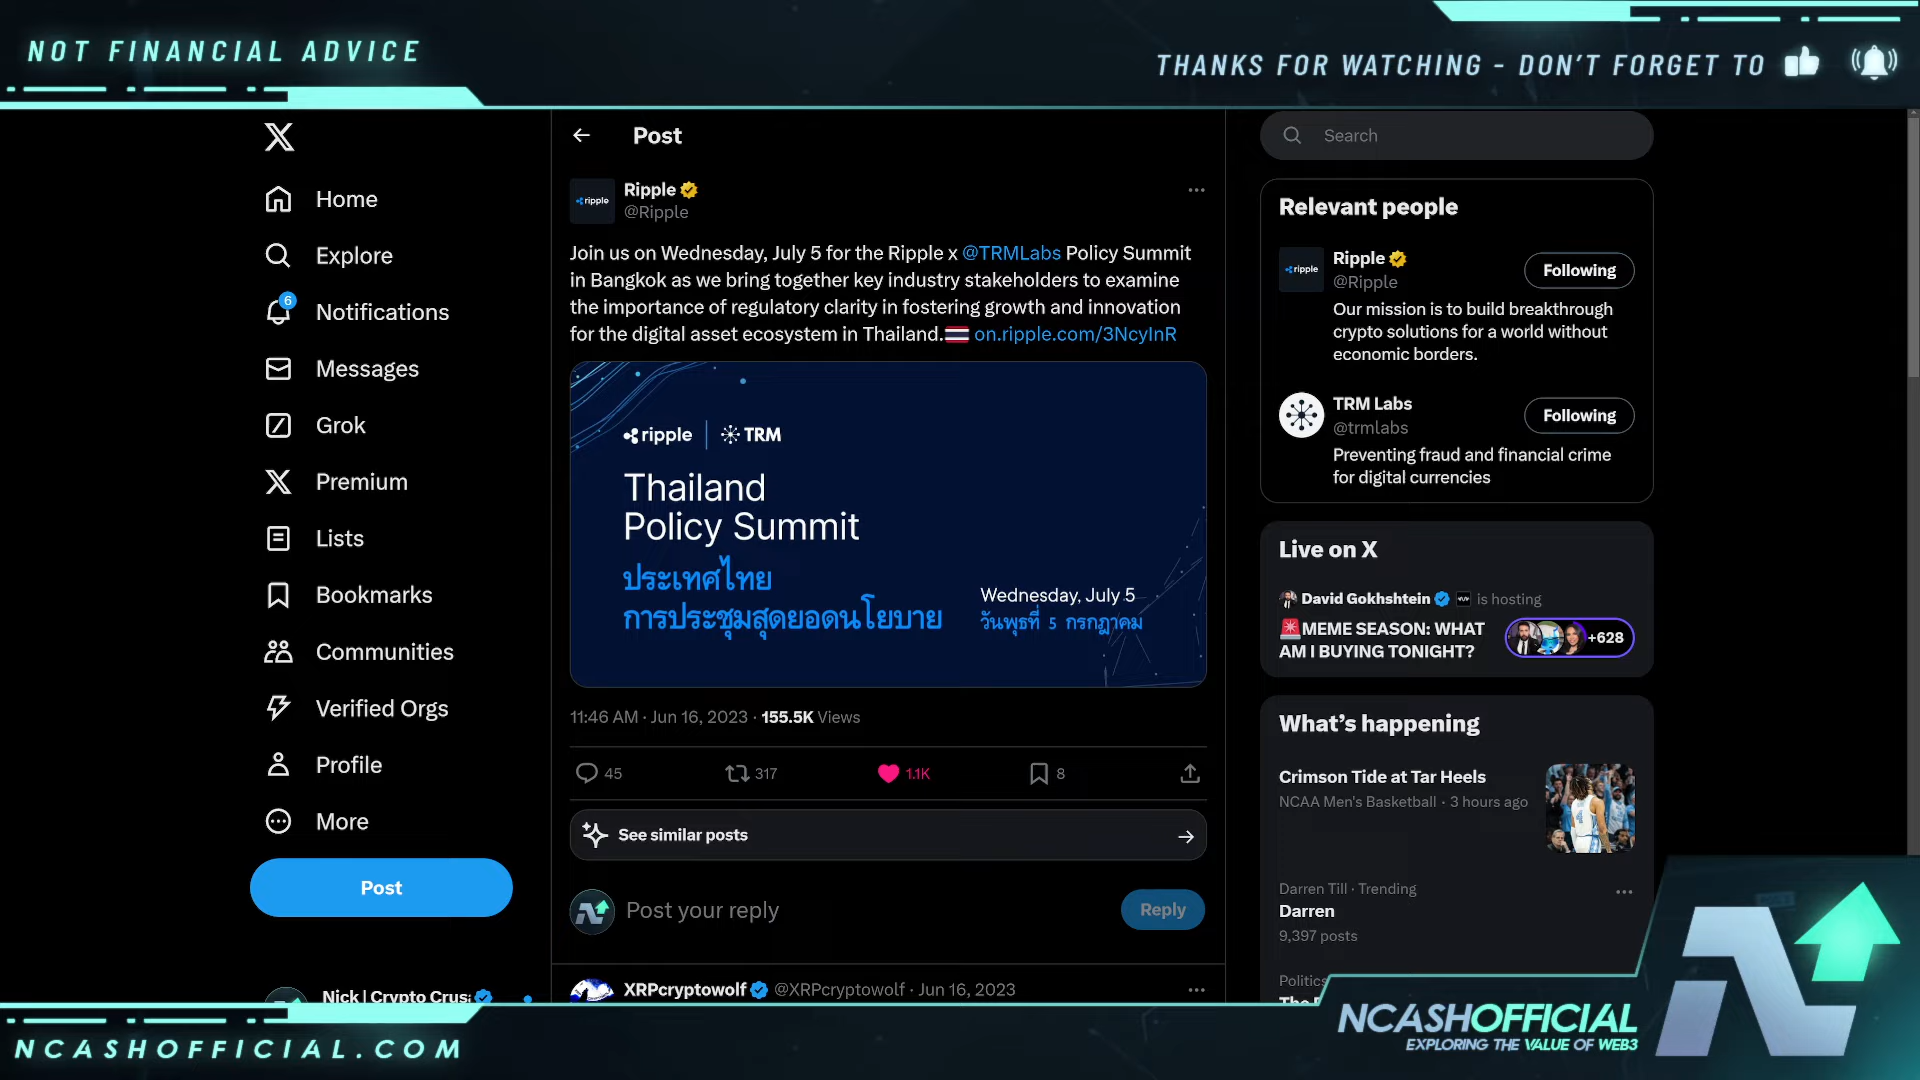 NOT FINANCIAL ADVICE
THANKS FOR WATCHING - DON'T FORGET TO
Home
Explore
6
Notifications
Messages
Grok
Premium
Lists
Bookmarks
Communities
Verified Orgs
Profile
More
Post
Nick | Crypto Crus
Post
ripple
Ripple
@Ripple
Join us on Wednesday, July 5 for the Ripple x @TRMLabs Policy Summit
in Bangkok as we bring together key industry stakeholders to examine
the importance of regulatory clarity in fostering growth and innovation
for the digital asset ecosystem in Thailand.🇹🇭 on.ripple.com/3NcyInR
ripple | TRM
Thailand
Policy Summit
ประเทศไทย
การประชุมสุดยอดนโยบาย
Wednesday, July 5
วันพุธที่ 5 กรกฎาคม
11:46 AM · Jun 16, 2023 · 155.5K Views
45
317
1.1K
8
See similar posts
Post your reply
Reply
XRPcryptowolf @XRPcryptowolf · Jun 16, 2023
Search
Relevant people
ripple
Ripple
@Ripple
Following
Our mission is to build breakthrough
crypto solutions for a world without
economic borders.
TRM Labs
@trmlabs
Following
Preventing fraud and financial crime
for digital currencies
Live on X
David Gokhshtein is hosting
🚨MEME SEASON: WHAT
AM I BUYING TONIGHT?
+628
What's happening
Crimson Tide at Tar Heels
NCAA Men's Basketball · 3 hours ago
Darren Till · Trending
Darren
9,397 posts
Politics
NCASHOFFICIAL.COM
NCASHOFFICIAL
EXPLORING THE VALUE OF WEB3